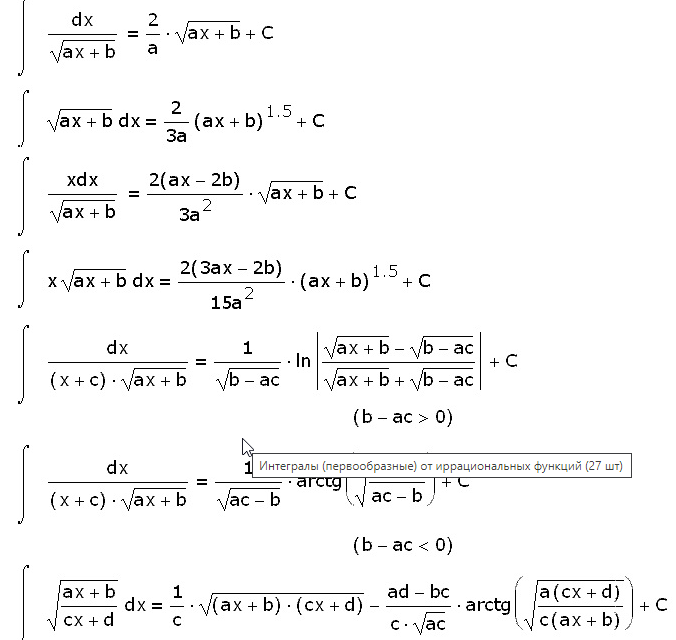 ∫ dx / √(ax + b) = 2/a · √(ax + b) + C
∫ √(ax + b) dx = 2/3a (ax + b)^1.5 + C
∫ xdx / √(ax + b) = 2(ax − 2b) / 3a² · √(ax + b) + C
∫ x√(ax + b) dx = 2(3ax − 2b) / 15a² · (ax + b)^1.5 + C
∫ dx / ((x + c) · √(ax + b)) = 1 / √(b − ac) · ln |(√(ax + b) − √(b − ac)) / (√(ax + b) + √(b − ac))| + C
(b − ac > 0)
Интегралы (первообразные) от иррациональных функций (27 шт)
∫ dx / ((x + c) · √(ax + b)) = 1 / √(ac − b) · arctg(√( / ac − b)) + C
(b − ac < 0)
∫ √((ax + b) / (cx + d)) dx = 1/c · √((ax + b) · (cx + d)) − (ad − bc) / (c · √ac) · arctg(√(a(cx + d) / c(ax + b))) + C